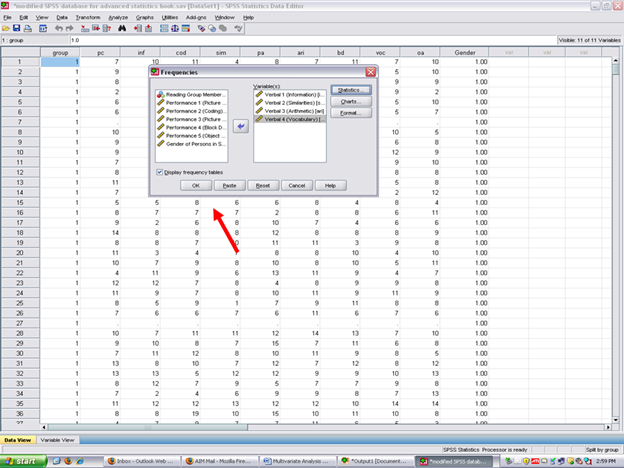 *modified SPSS database for advanced statistics book.sav [DataSet1] - SPSS Statistics Data Editor
File Edit View Data Transform Analyze Graphs Utilities Add-ons Window Help
1 : group 1.0 Visible: 11 of 11 Variables
group pc inf cod sim pa ari bd voc oa Gender var var var
1 1 7 10 11 4 8 7 11 7 10 1.00
2 1 9 5 10 1.00
3 1 8 9 9 1.00
4 1 2 9 2 1.00
5 1 6 5 10 1.00
6 1 6 1.00
7 1 . . 1.00
8 1 10 8 5 1.00
9 1 10 6 10 1.00
10 1 12 12 10 1.00
11 1 9 8 10 1.00
12 1 8 5 8 1.00
13 1 11 5 7 1.00
14 1 7 2 12 1.00
Frequencies
Reading Group Member...
Performance 1 (Picture ...
Performance 2 (Coding)...
Performance 3 (Picture ...
Performance 4 (Block D...
Performance 5 (Object ...
Gender of Persons in S...
Variable(s):
Verbal 1 (Information) [i...
Verbal 2 (Similarities) [s...
Verbal 3 (Arithmetic) [ari]
Verbal 4 (Vocabulary) [...
Statistics...
Charts...
Format...
Display frequency tables
OK Paste Reset Cancel Help
15 1 5 5 8 6 6 8 4 8 4 1.00
16 1 8 7 7 7 2 8 8 6 11 1.00
17 1 9 2 6 8 10 7 4 6 6 1.00
18 1 14 8 8 8 12 8 8 8 9 1.00
19 1 8 8 7 0 11 11 3 9 8 1.00
20 1 11 3 4 8 8 10 4 10 1.00
21 1 10 7 9 8 10 8 10 5 11 1.00
22 1 4 11 9 6 13 11 9 4 7 1.00
23 1 12 12 7 8 4 8 9 9 8 1.00
24 1 8 11 9 7 10 11 9 11 9 1.00
25 1 8 5 9 1 7 9 11 8 8 1.00
26 1 7 6 6 7 6 11 6 7 6 1.00
27 1 . . . . . . . . . 1.00
28 1 10 7 11 11 12 14 13 7 10 1.00
29 1 9 10 8 7 15 7 11 6 8 1.00
30 1 7 11 12 8 10 11 9 8 5 1.00
31 1 13 8 10 7 12 7 12 8 12 1.00
32 1 13 13 5 12 12 9 9 10 13 1.00
33 1 8 12 7 9 5 7 7 6 2 1.00
34 1 7 6 4 6 9 9 8 7 13 1.00
35 1 11 12 12 13 12 12 10 14 14 1.00
36 1 8 8 19 10 15 10 11 10 8 1.00
Data View Variable View
SPSS Statistics Processor is ready Split by group
start Inbox - Outlook Web ... AIM Mail - Mozilla Fire... Multivariate Analysis ... *Output1 [Document... *modified SPSS datab... 2:59 PM